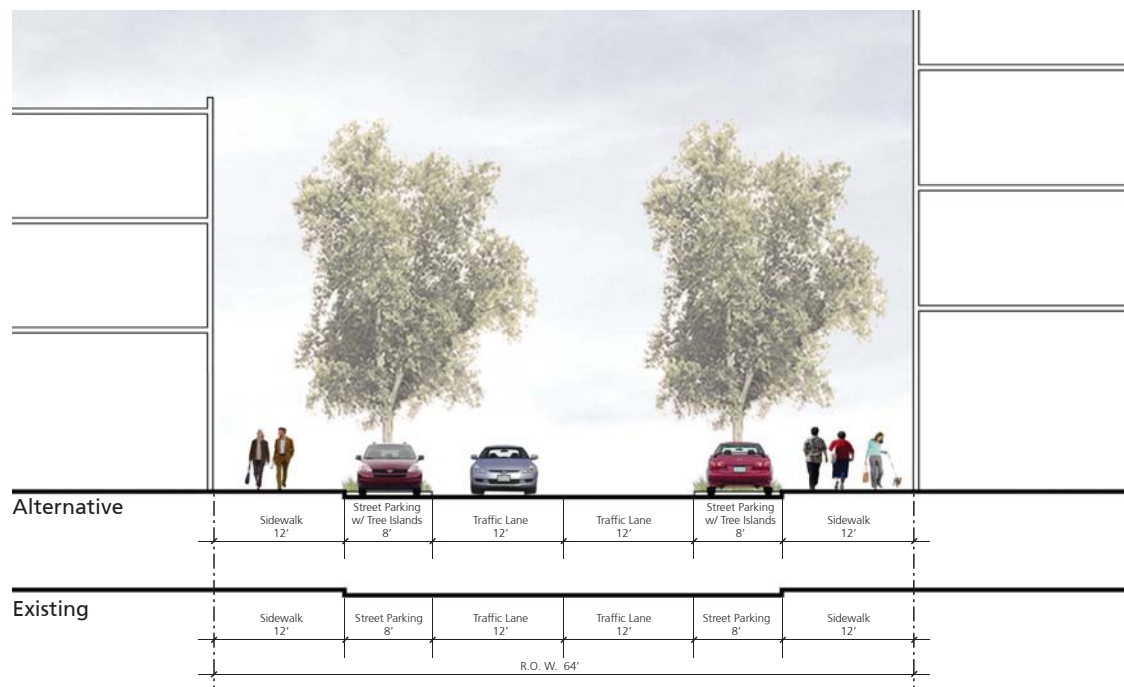 Alternative
Sidewalk
12'
Street Parking
w/ Tree Islands
8'
Traffic Lane
12'
Traffic Lane
12'
Street Parking
w/ Tree Islands
8'
Sidewalk
12'
Existing
Sidewalk
12'
Street Parking
8'
Traffic Lane
12'
Traffic Lane
12'
Street Parking
8'
Sidewalk
12'
R.O. W. 64'